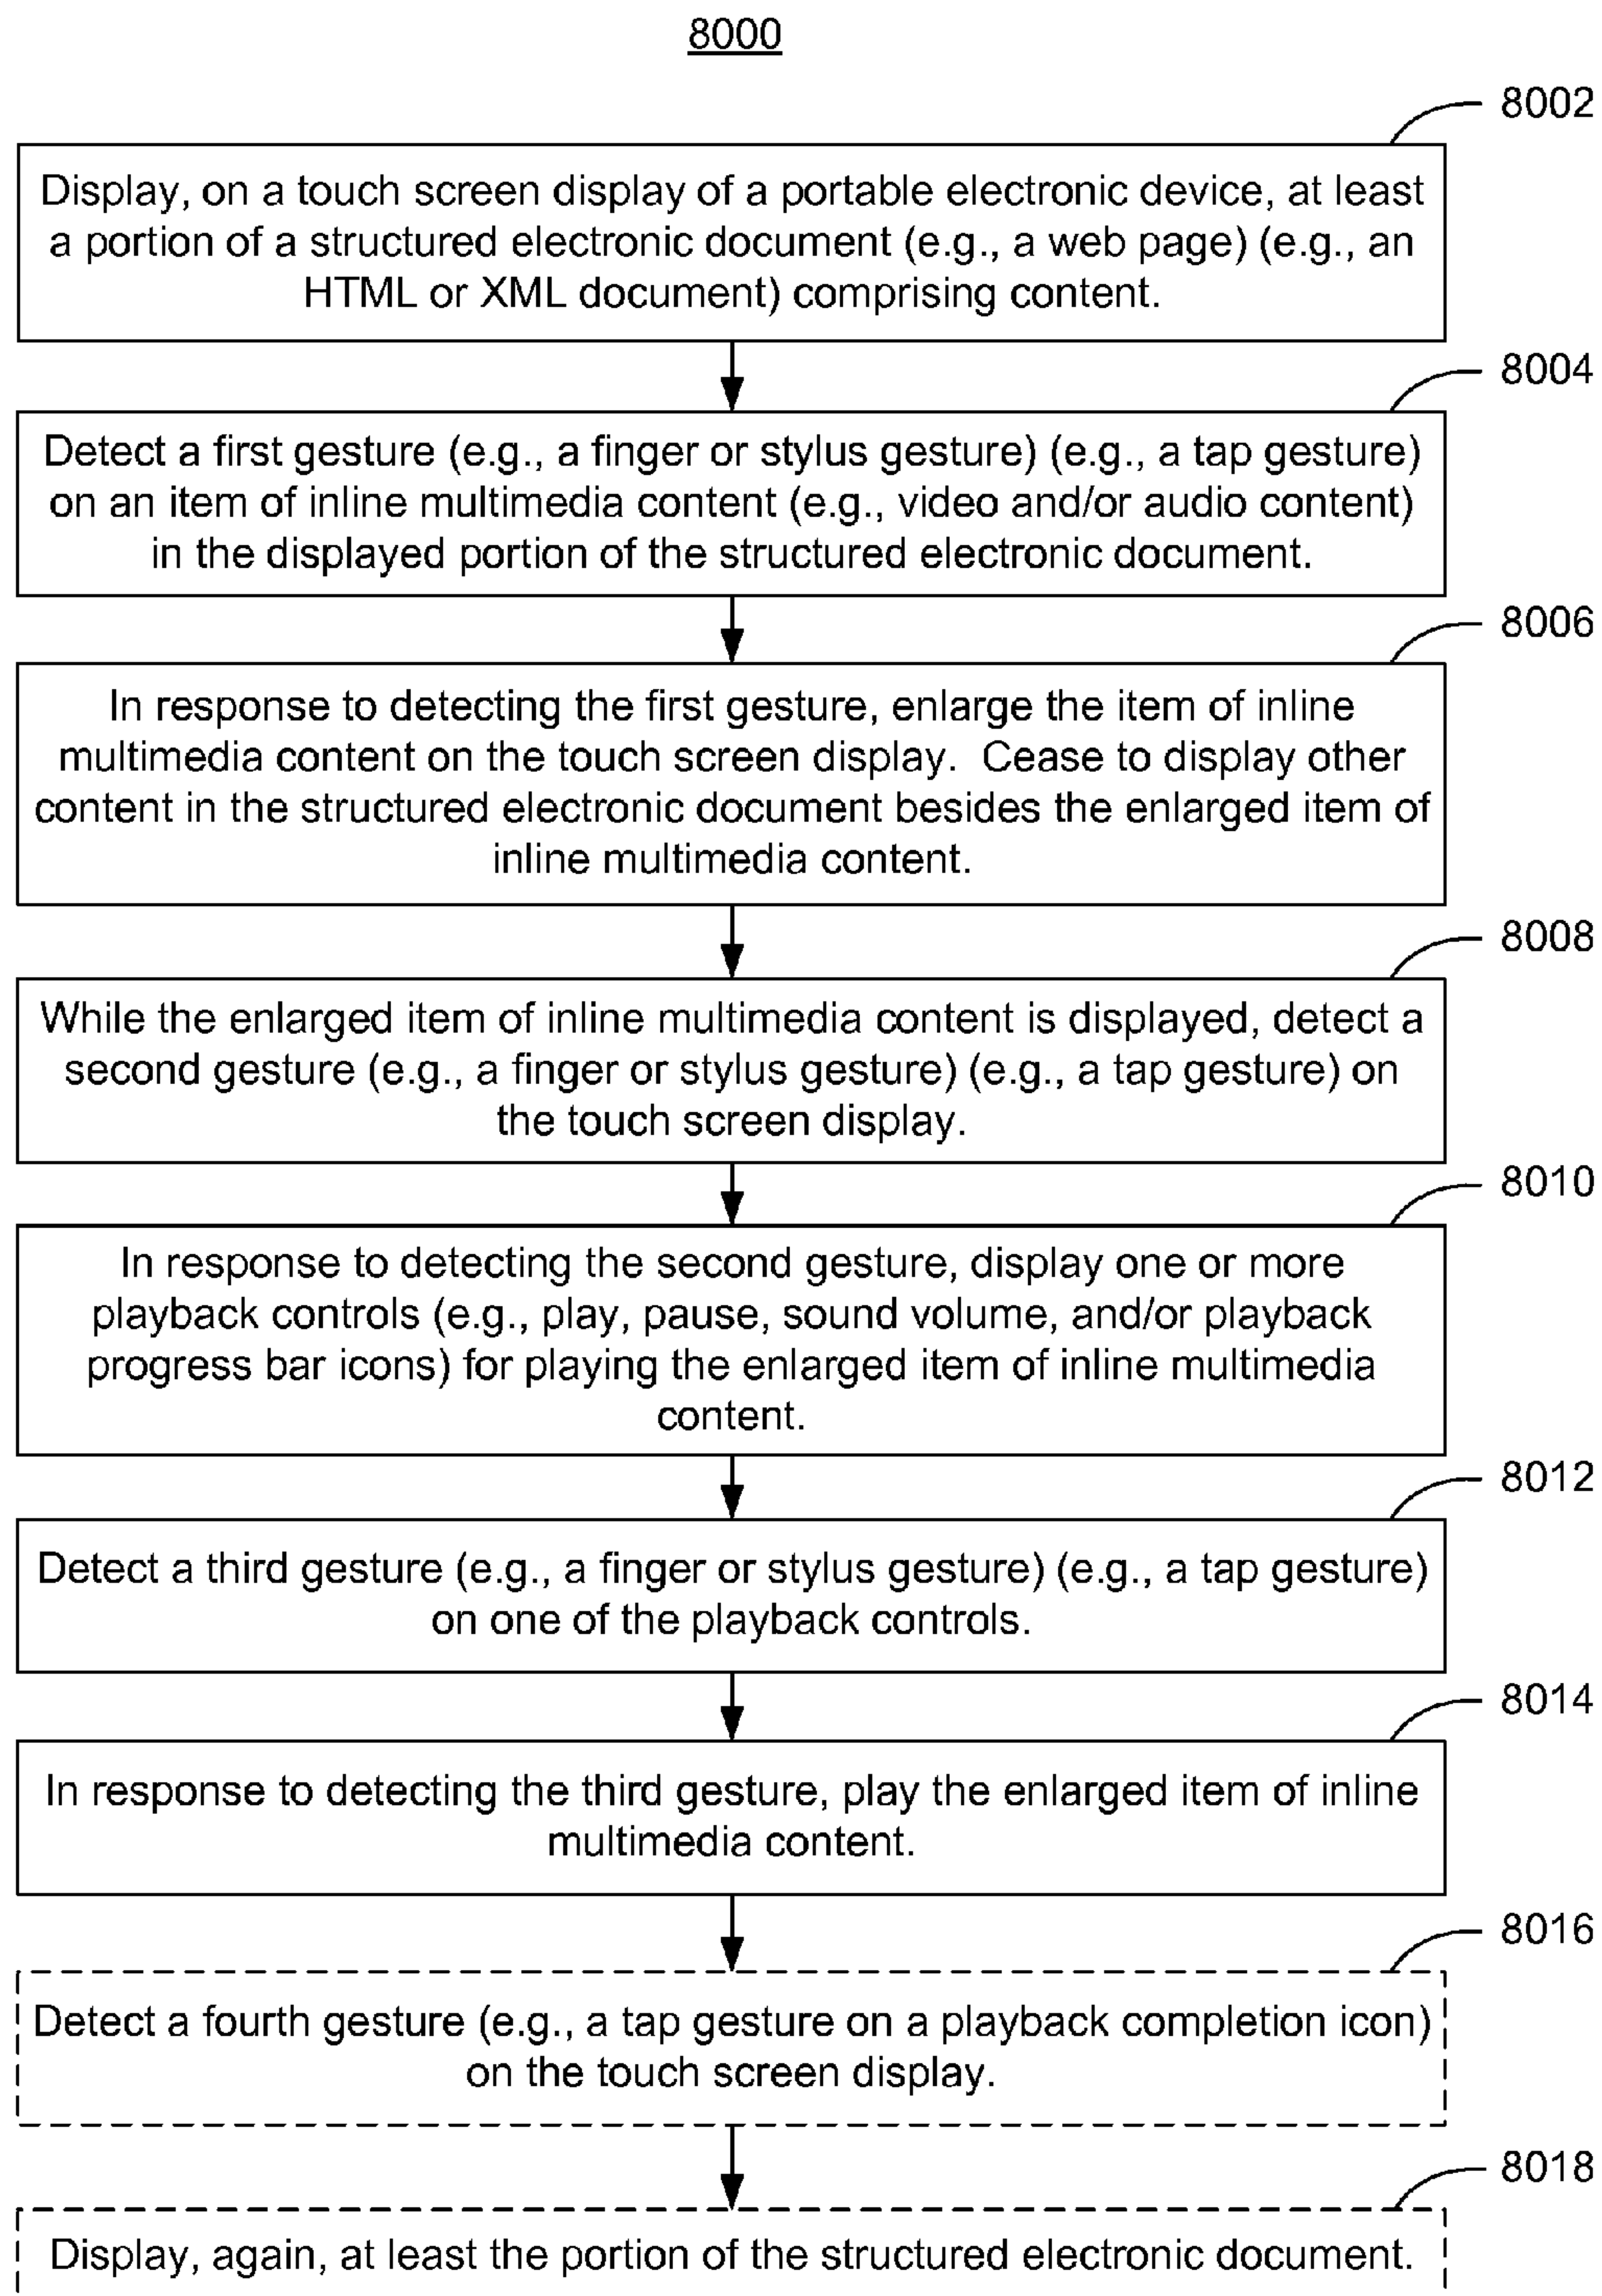 8000
8002
Display, on a touch screen display of a portable electronic device, at least
a portion of a structured electronic document (e.g., a web page) (e.g., an
HTML or XML document) comprising content.
8004
Detect a first gesture (e.g., a finger or stylus gesture) (e.g., a tap gesture)
on an item of inline multimedia content (e.g., video and/or audio content)
in the displayed portion of the structured electronic document.
8006
In response to detecting the first gesture, enlarge the item of inline
multimedia content on the touch screen display.  Cease to display other
content in the structured electronic document besides the enlarged item of
inline multimedia content.
8008
While the enlarged item of inline multimedia content is displayed, detect a
second gesture (e.g., a finger or stylus gesture) (e.g., a tap gesture) on
the touch screen display.
8010
In response to detecting the second gesture, display one or more
playback controls (e.g., play, pause, sound volume, and/or playback
progress bar icons) for playing the enlarged item of inline multimedia
content.
8012
Detect a third gesture (e.g., a finger or stylus gesture) (e.g., a tap gesture)
on one of the playback controls.
8014
In response to detecting the third gesture, play the enlarged item of inline
multimedia content.
8016
Detect a fourth gesture (e.g., a tap gesture on a playback completion icon)
on the touch screen display.
8018
Display, again, at least the portion of the structured electronic document.